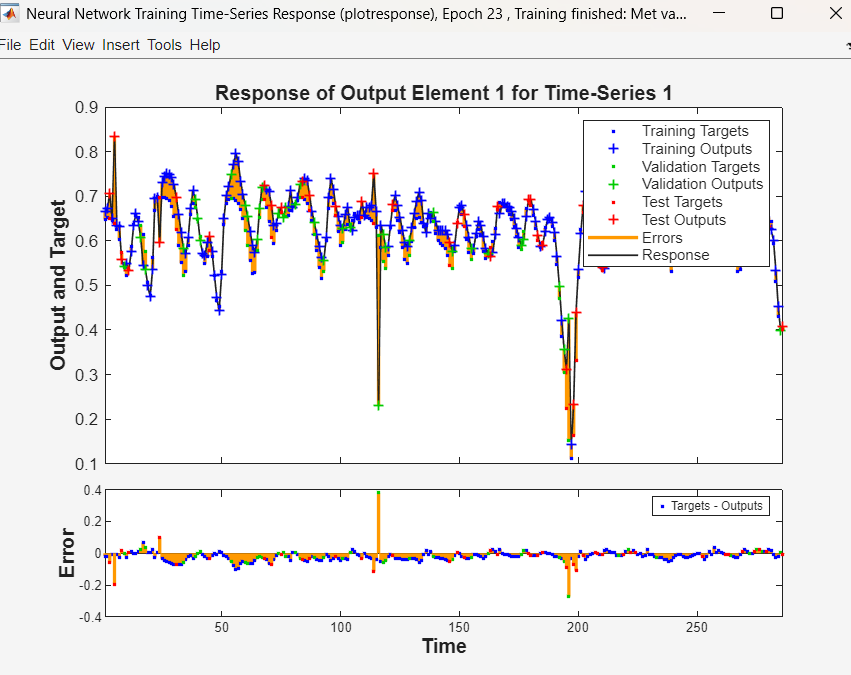 Neural Network Training Time-Series Response (plotresponse), Epoch 23 , Training finished: Met va...
File Edit View Insert Tools Help
Response of Output Element 1 for Time-Series 1
0.9
0.8
0.7
0.6
0.5
0.4
0.3
0.2
0.1
Output and Target
Training Targets
Training Outputs
Validation Targets
Validation Outputs
Test Targets
Test Outputs
Errors
Response
0.4
0.2
0
-0.2
-0.4
Error
Targets - Outputs
50 100 150 200 250
Time